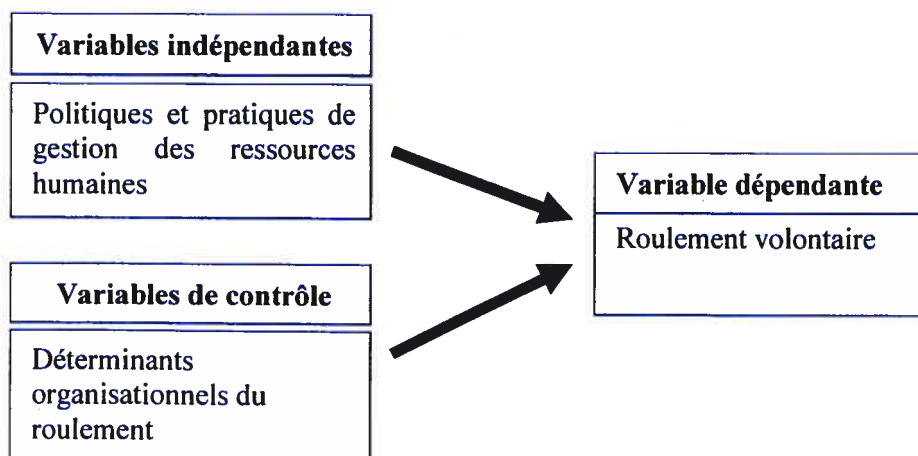 Variables indépendantes
Politiques et pratiques de
gestion des ressources
humaines
Variables de contrôle
Déterminants
organisationnels du
roulement
Variable dépendante
Roulement volontaire